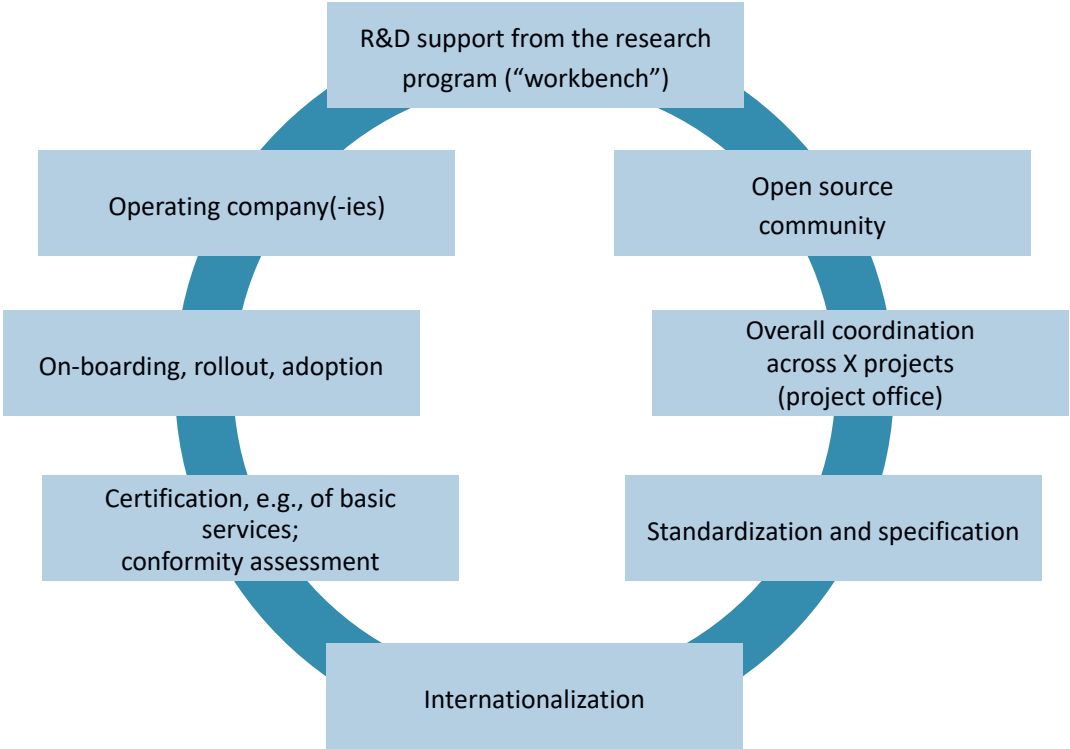 R&D support from the research
program (“workbench”)
Operating company(-ies)
Open source
community
On-boarding, rollout, adoption
Overall coordination
across X projects
(project office)
Certification, e.g., of basic
services;
conformity assessment
Standardization and specification
Internationalization